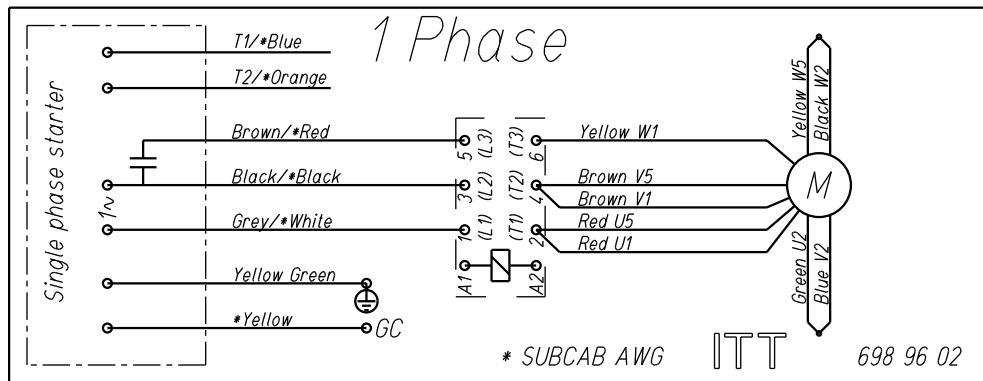 1 Phase
Single phase starter
1~
T1/*Blue
T2/*Orange
Brown/*Red
Black/*Black
Grey/*White
Yellow Green
*Yellow
GC
5 (L3)
3 (L2)
1 (L1)
A1
(T3) 6
(T2) 4
(T1) 2
A2
Yellow W1
Brown V5
Brown V1
Red U5
Red U1
Yellow W5
Black W2
M
Green U2
Blue V2
* SUBCAB AWG
ITT
698 96 02